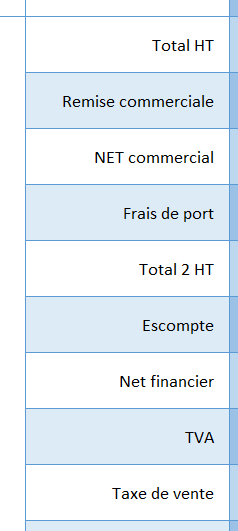 Total HT
Remise commerciale
NET commercial
Frais de port
Total 2 HT
Escompte
Net financier
TVA
Taxe de vente